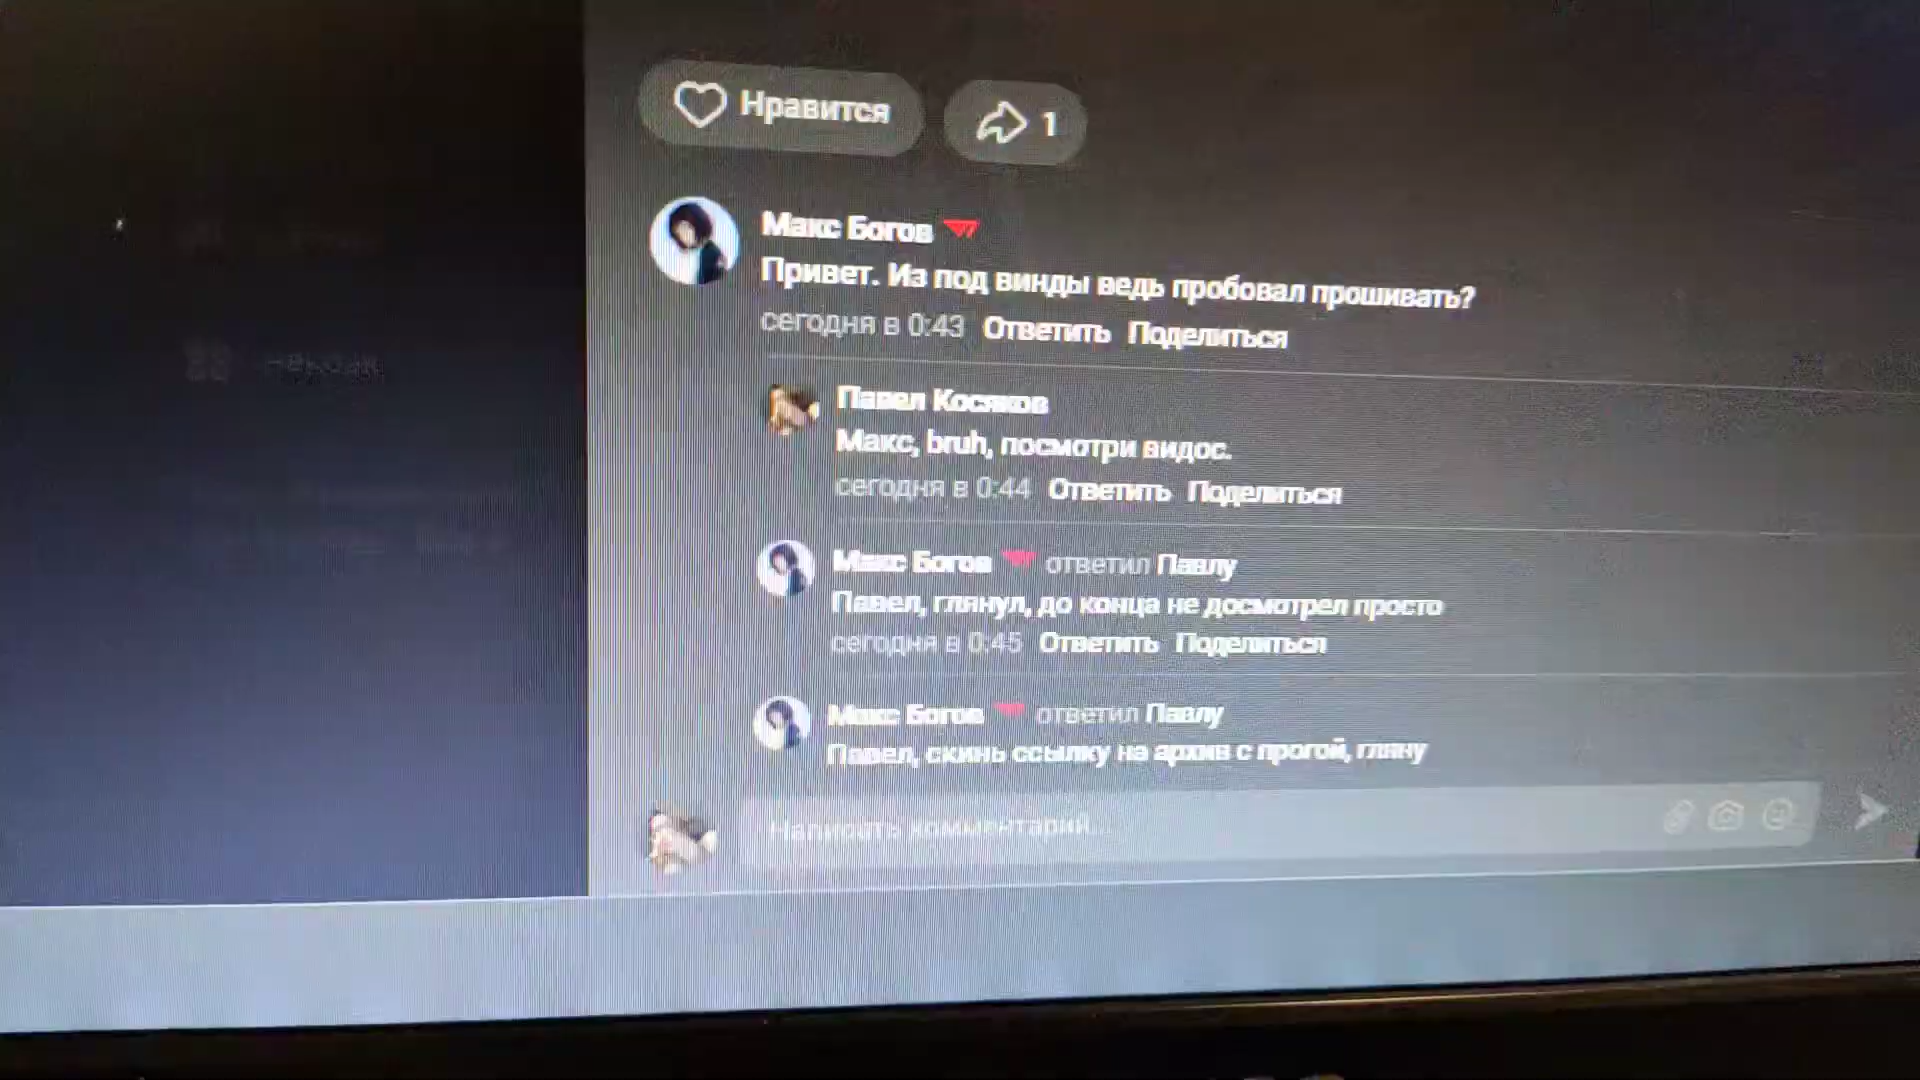 Нравится
1
Макс Богов
Привет. Из под винды ведь пробовал прошивать?
сегодня в 0:43 Ответить Поделиться
Павел Косяков
Макс, bruh, посмотри видос.
сегодня в 0:44 Ответить Поделиться
Макс Богов ответил Павлу
Павел, глянул, до конца не досмотрел просто
сегодня в 0:45 Ответить Поделиться
Макс Богов ответил Павлу
Павел, скинь ссылку на архив с прогой, гляну
Написать комментарий...